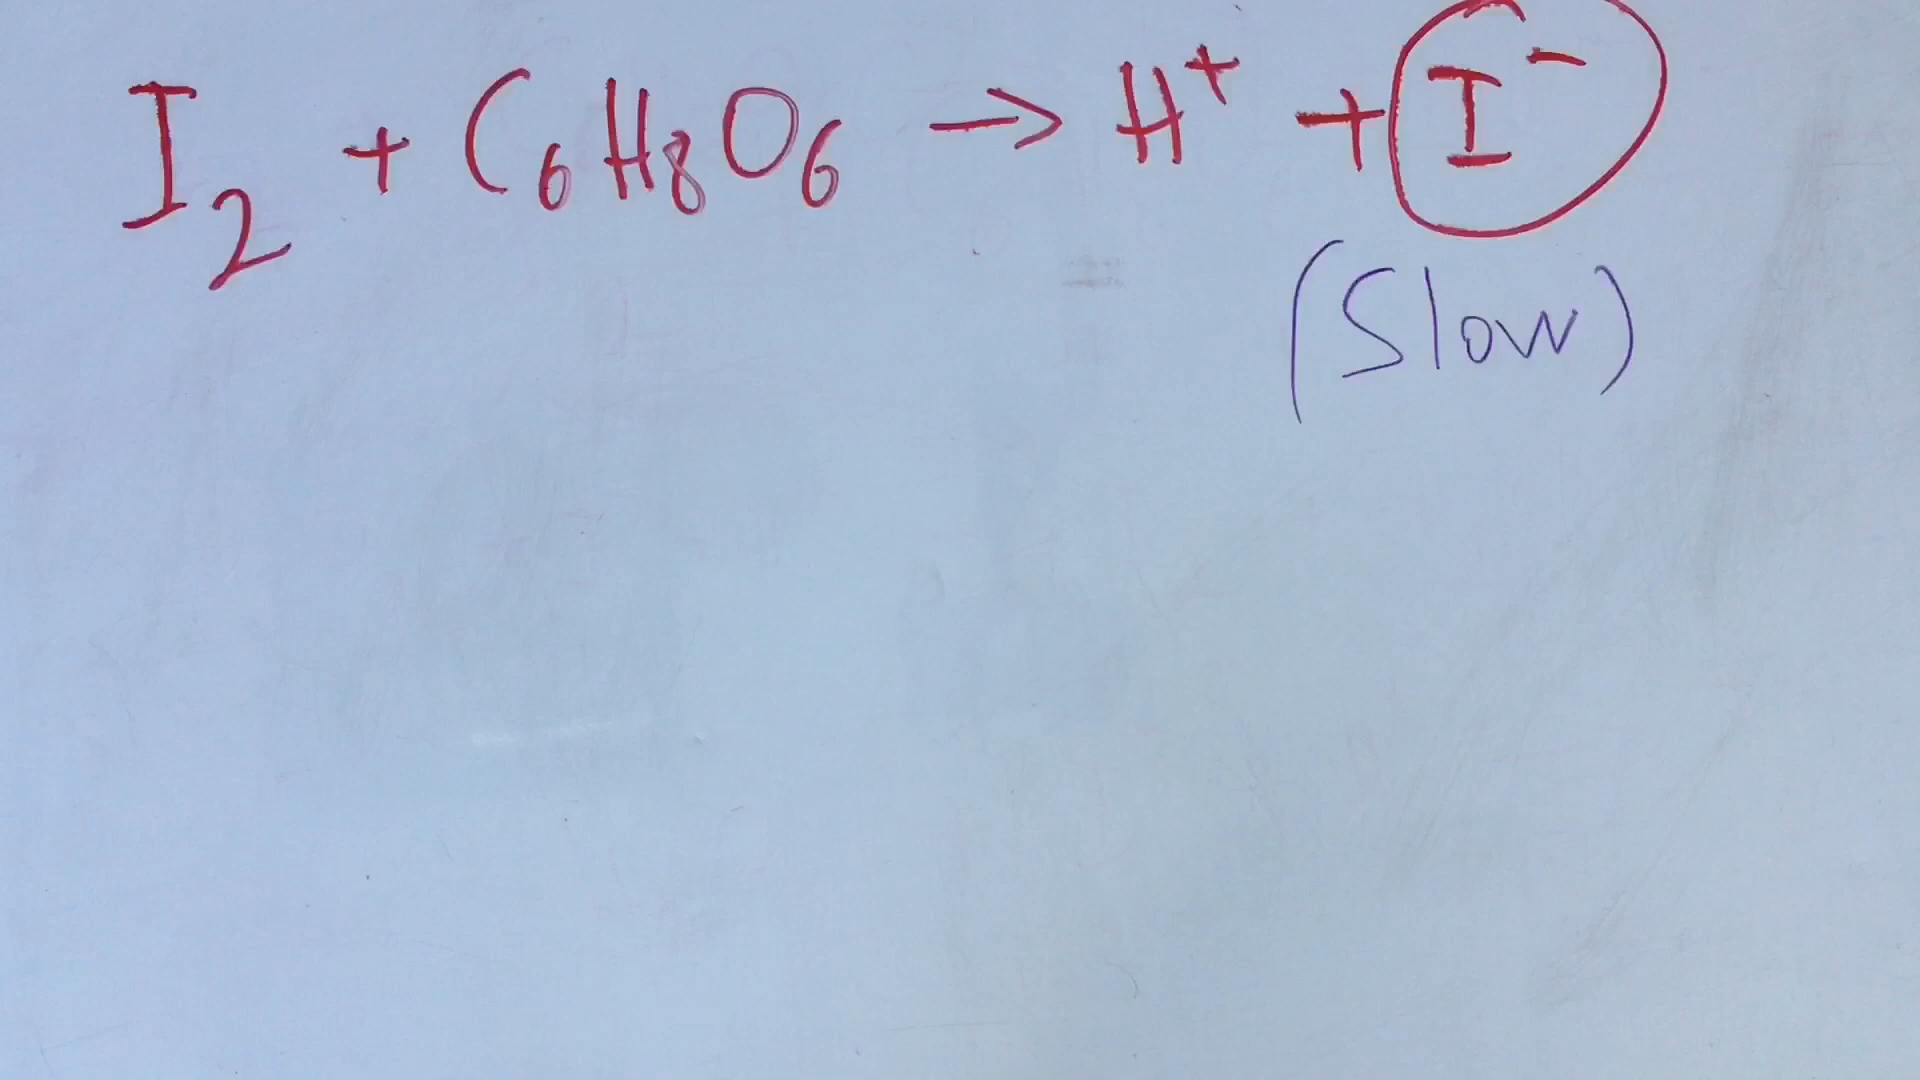 I₂ + C₆H₈O₆ → H⁺ + I⁻
(Slow)